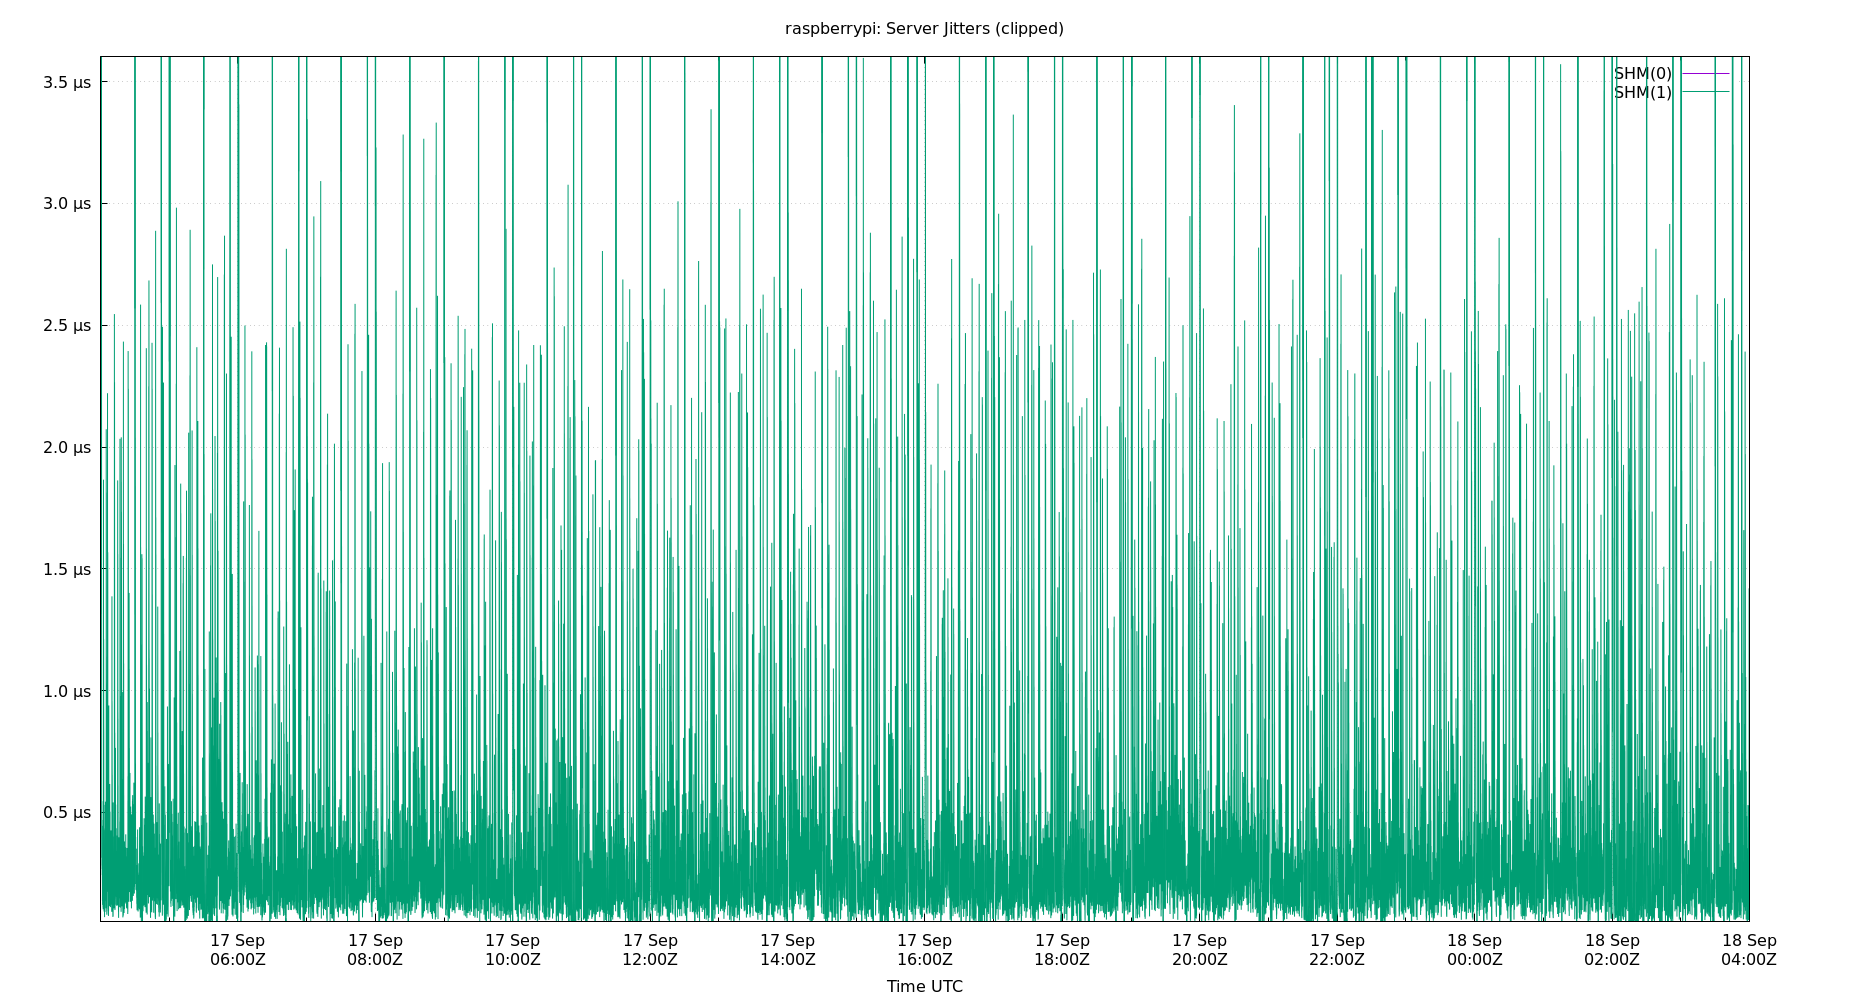 raspberrypi: Server Jitters (clipped)
3.5 µs
SHM(0)
SHM(1)
3.0 µs
2.5 µs
2.0 µs
1.5 µs
1.0 µs
0.5 µs
17 Sep 17 Sep 17 Sep 17 Sep 17 Sep 17 Sep 17 Sep 17 Sep 17 Sep 18 Sep 18 Sep 18 Sep
06:00Z 08:00Z 10:00Z 12:00Z 14:00Z 16:00Z 18:00Z 20:00Z 22:00Z 00:00Z 02:00Z 04:00Z
Time UTC